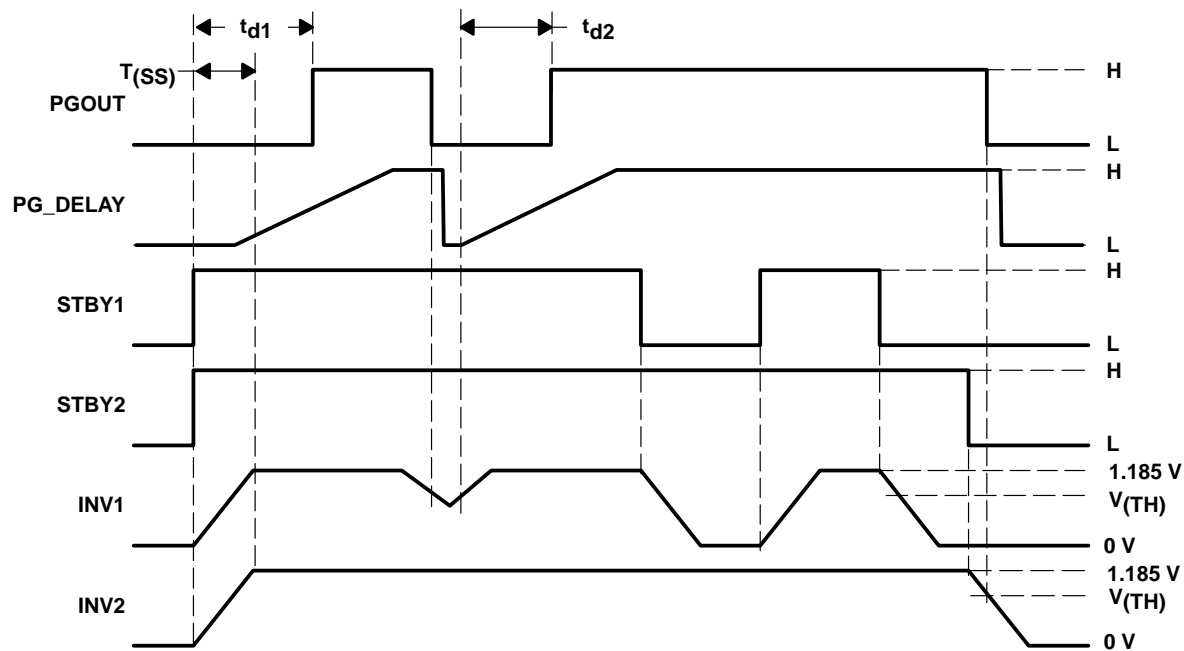 td1
td2
T(SS)
PGOUT
H
L
PG_DELAY
H
L
STBY1
H
L
STBY2
H
L
INV1
1.185 V
V(TH)
0 V
INV2
1.185 V
V(TH)
0 V